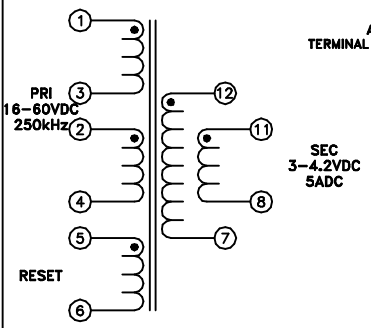 1
A
TERMINAL
PRI
3
12
16-60VDC
250kHz
2
11
SEC
3-4.2VDC
5ADC
4
8
5
7
RESET
6